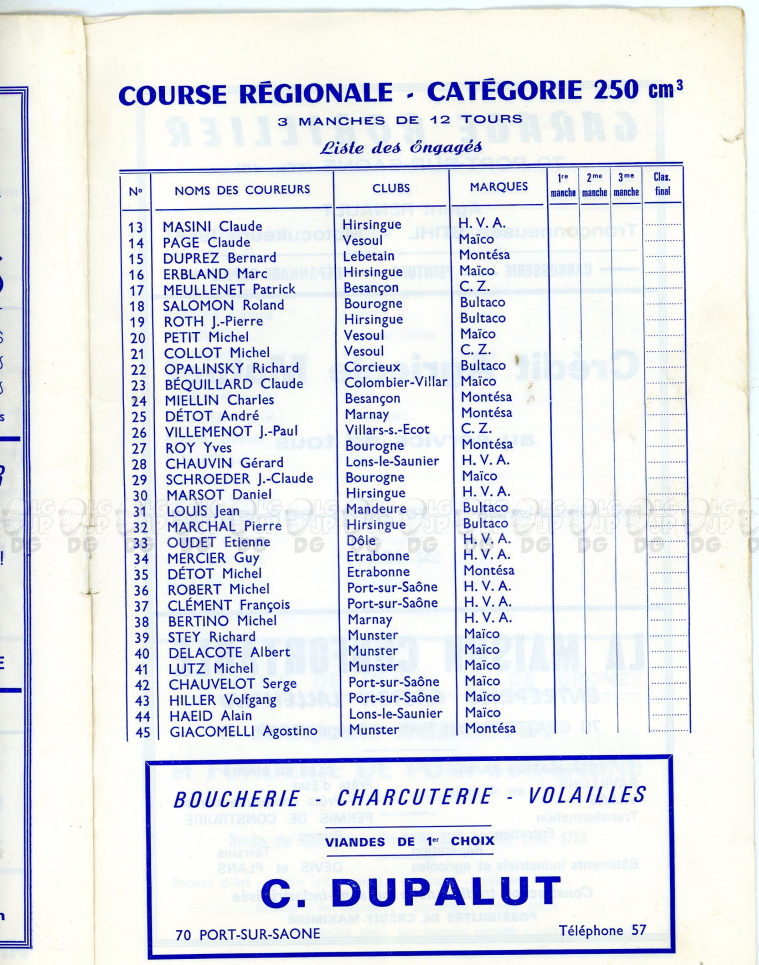 COURSE RÉGIONALE - CATÉGORIE 250 cm³
3 MANCHES DE 12 TOURS
Liste des Engagés
N° NOMS DES COUREURS CLUBS MARQUES 1re manche 2me manche 3me manche Clas. final
13 MASINI Claude Hirsingue H. V. A.
14 PAGE Claude Vesoul Maïco
15 DUPREZ Bernard Lebetain Montésa
16 ERBLAND Marc Hirsingue Maïco
17 MEULLENET Patrick Besançon C. Z.
18 SALOMON Roland Bourogne Bultaco
19 ROTH J.-Pierre Hirsingue Bultaco
20 PETIT Michel Vesoul Maïco
21 COLLOT Michel Vesoul C. Z.
22 OPALINSKY Richard Corcieux Bultaco
23 BÉQUILLARD Claude Colombier-Villar Maïco
24 MIELLIN Charles Besançon Montésa
25 DÉTOT André Marnay Montésa
26 VILLEMENOT J.-Paul Villars-s.-Ecot C. Z.
27 ROY Yves Bourogne Montésa
28 CHAUVIN Gérard Lons-le-Saunier H. V. A.
29 SCHROEDER J.-Claude Bourogne Maïco
30 MARSOT Daniel Hirsingue H. V. A.
31 LOUIS Jean Mandeure Bultaco
32 MARCHAL Pierre Hirsingue Bultaco
33 OUDET Etienne Dôle H. V. A.
34 MERCIER Guy Etrabonne H. V. A.
35 DÉTOT Michel Etrabonne Montésa
36 ROBERT Michel Port-sur-Saône H. V. A.
37 CLÉMENT François Port-sur-Saône H. V. A.
38 BERTINO Michel Marnay H. V. A.
39 STEY Richard Munster Maïco
40 DELACOTE Albert Munster Maïco
41 LUTZ Michel Munster Maïco
42 CHAUVELOT Serge Port-sur-Saône Maïco
43 HILLER Volfgang Port-sur-Saône Maïco
44 HAEID Alain Lons-le-Saunier Maïco
45 GIACOMELLI Agostino Munster Montésa
BOUCHERIE - CHARCUTERIE - VOLAILLES
VIANDES DE 1er CHOIX
C. DUPALUT
70 PORT-SUR-SAONE Téléphone 57